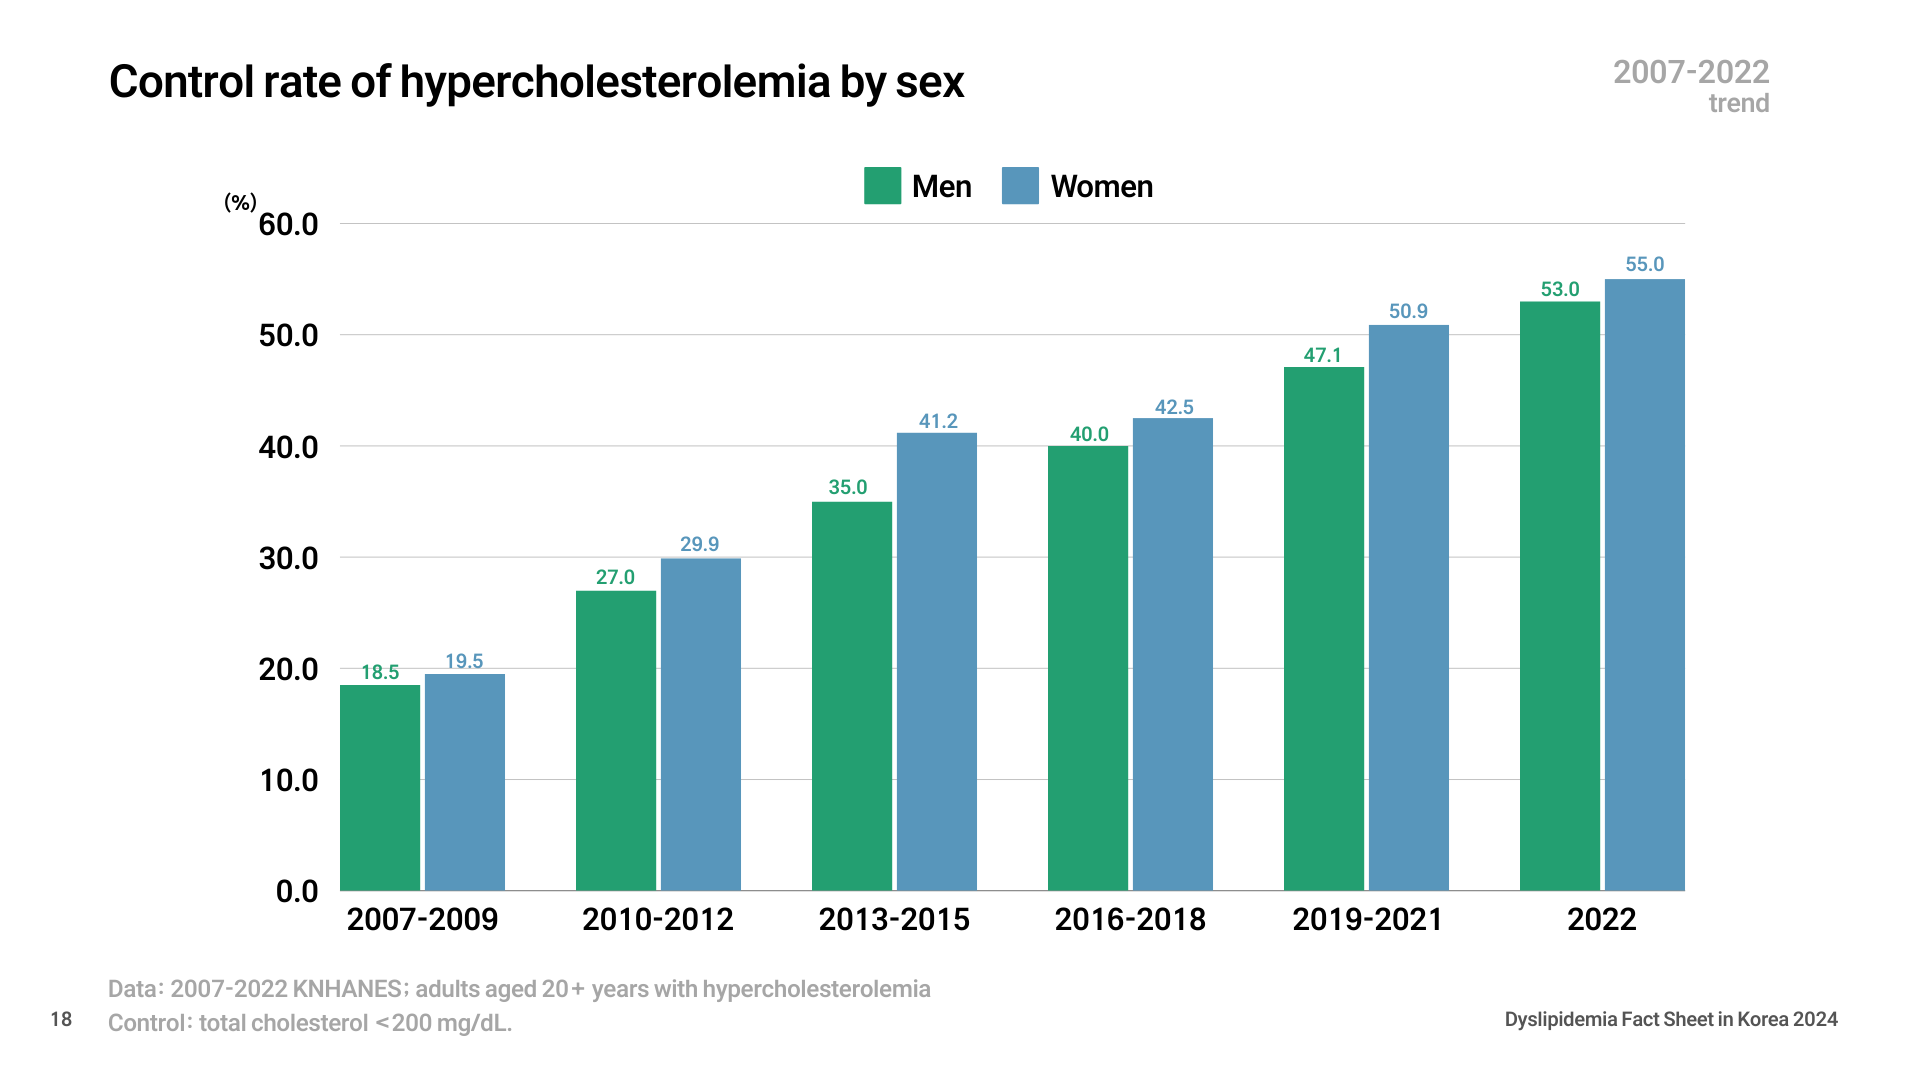 Control rate of hypercholesterolemia by sex
2007-2022
trend
Men Women
(%)
60.0
50.0
40.0
30.0
20.0
10.0
0.0
18.5 19.5
27.0 29.9
35.0 41.2
40.0 42.5
47.1 50.9
53.0 55.0
2007-2009 2010-2012 2013-2015 2016-2018 2019-2021 2022
Data: 2007-2022 KNHANES; adults aged 20+ years with hypercholesterolemia
Control: total cholesterol <200 mg/dL.
18
Dyslipidemia Fact Sheet in Korea 2024